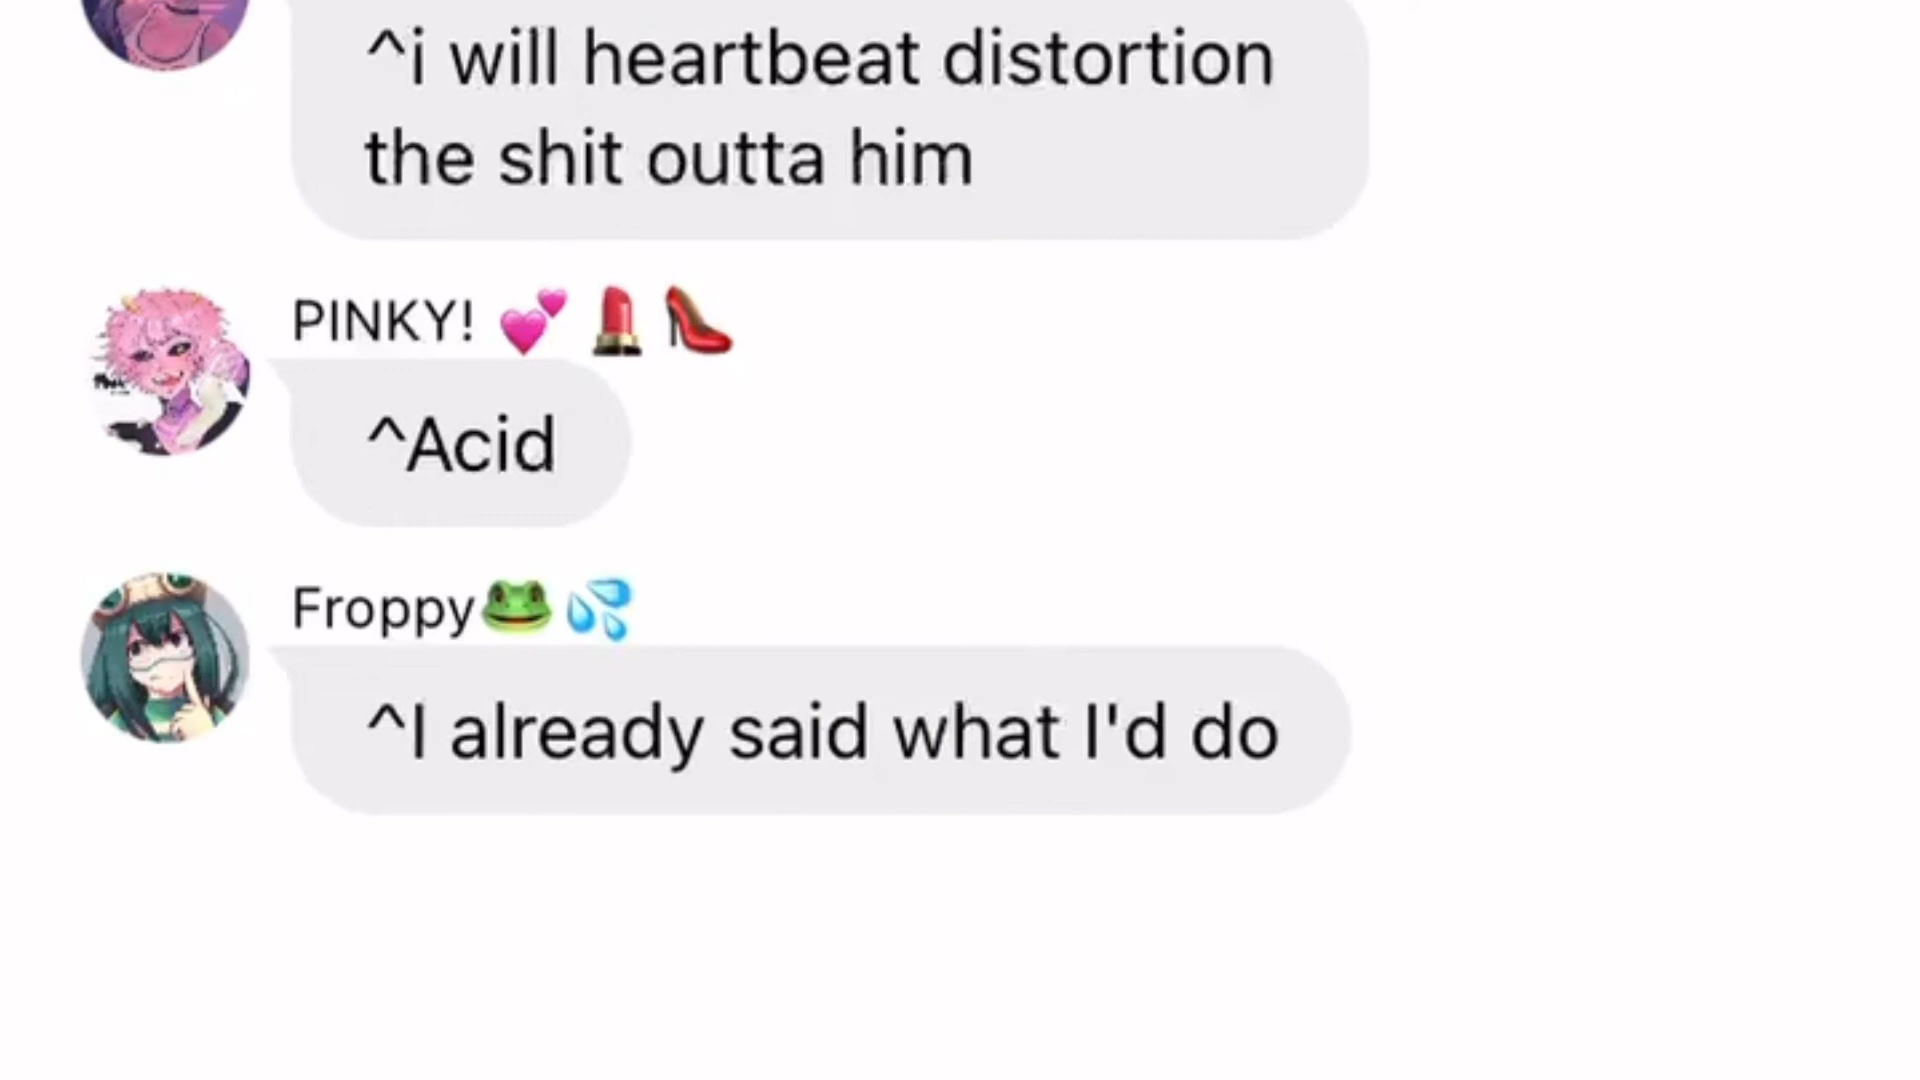 ^i will heartbeat distortion
the shit outta him
PINKY! 💕 💄 👠
^Acid
Froppy🐸💦
^I already said what I'd do